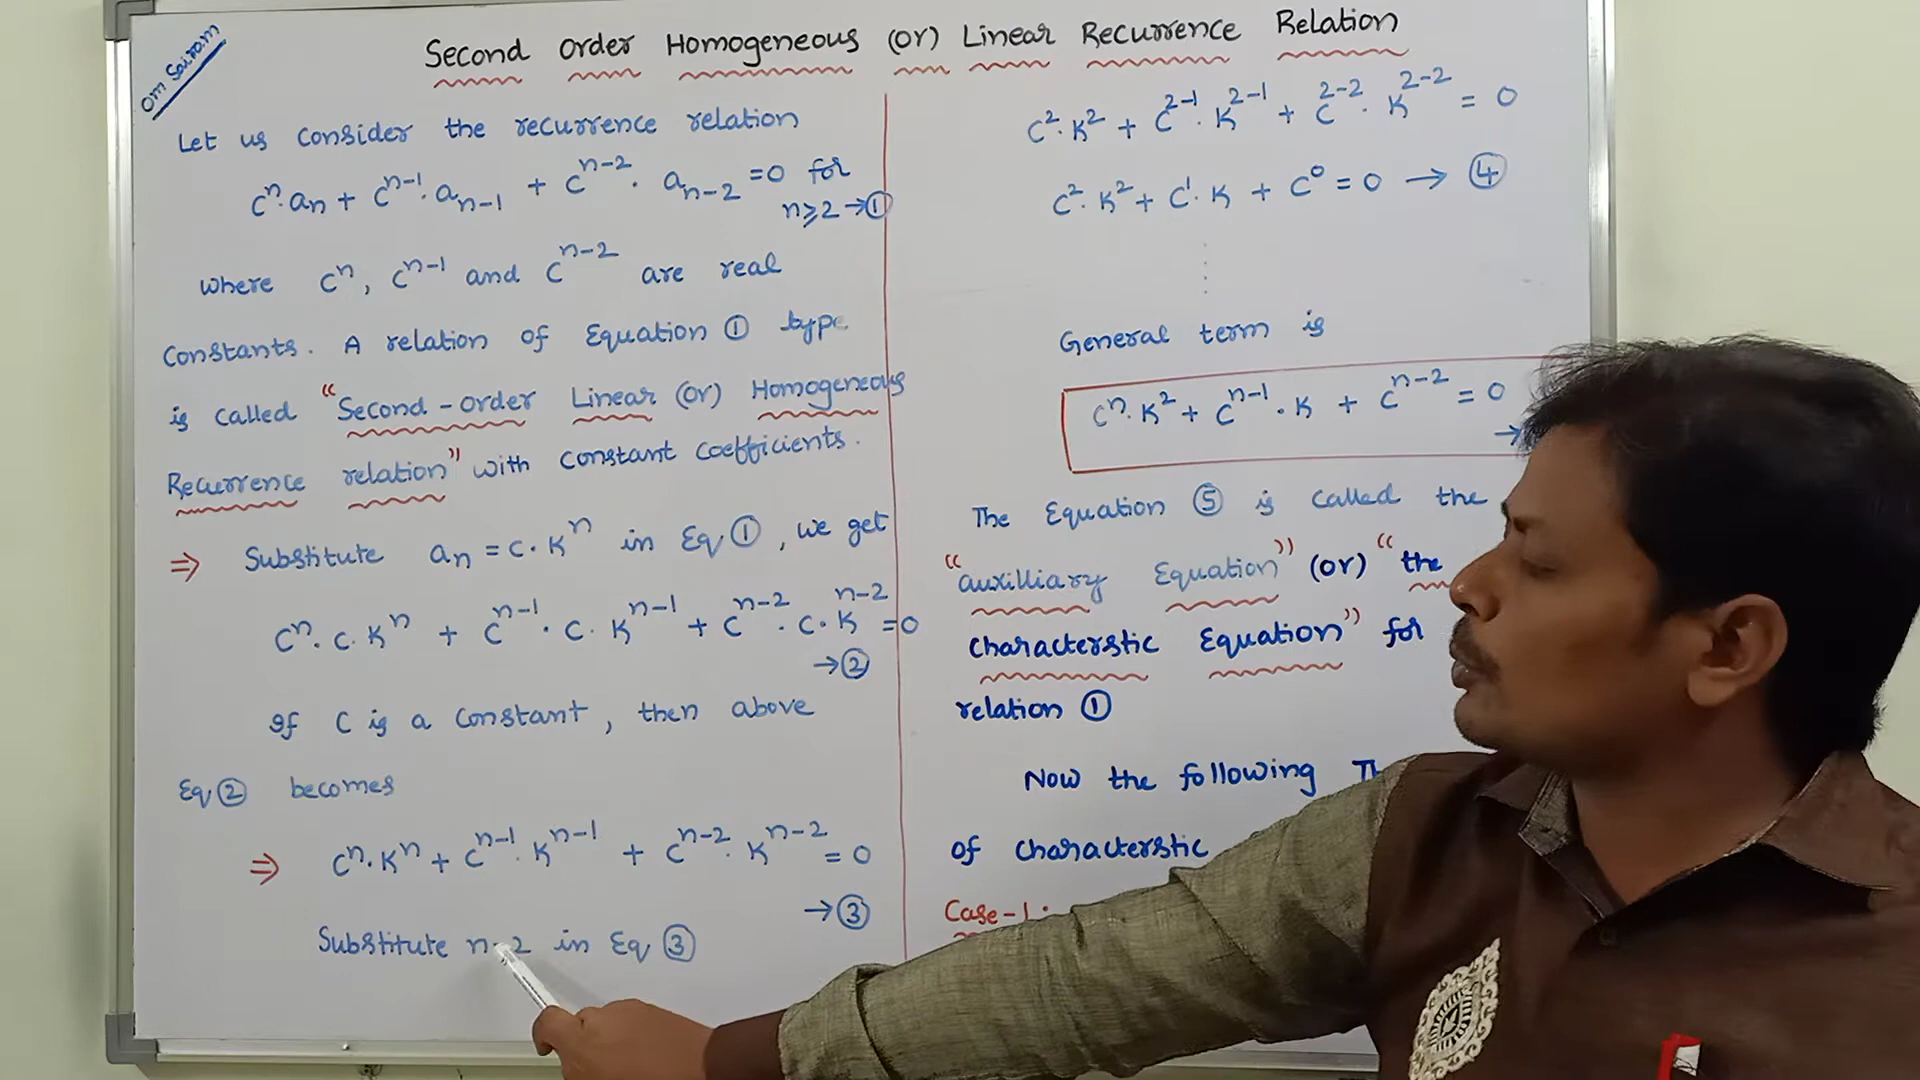 Om Sairam
Second Order Homogeneous (or) Linear Recurrence Relation
Let us consider the recurrence relation
Cⁿ·aₙ + Cⁿ⁻¹·aₙ₋₁ + Cⁿ⁻²·aₙ₋₂ = 0 for
n≥2 → ①
where Cⁿ, Cⁿ⁻¹ and Cⁿ⁻² are real
constants. A relation of Equation ① type
is called "Second-order Linear (or) Homogeneous
Recurrence relation" with constant coefficients.
⇒ Substitute aₙ = C·Kⁿ in Eq ①, we get
Cⁿ·C·Kⁿ + Cⁿ⁻¹·C·Kⁿ⁻¹ + Cⁿ⁻²·C·Kⁿ⁻² = 0
→ ②
If C is a constant, then above
Eq ② becomes
⇒ Cⁿ·Kⁿ + Cⁿ⁻¹·Kⁿ⁻¹ + Cⁿ⁻²·Kⁿ⁻² = 0
→ ③
Substitute n=2 in Eq ③
C²·K² + C²⁻¹·K²⁻¹ + C²⁻²·K²⁻² = 0
C²·K² + C¹·K + C⁰ = 0 → ④
General term is
Cⁿ·K² + Cⁿ⁻¹·K + Cⁿ⁻² = 0
→
The Equation ⑤ is called the
"auxilliary Equation" (or) "the
characterstic Equation" for
relation ①
Now the following
of characterstic
Case-1: